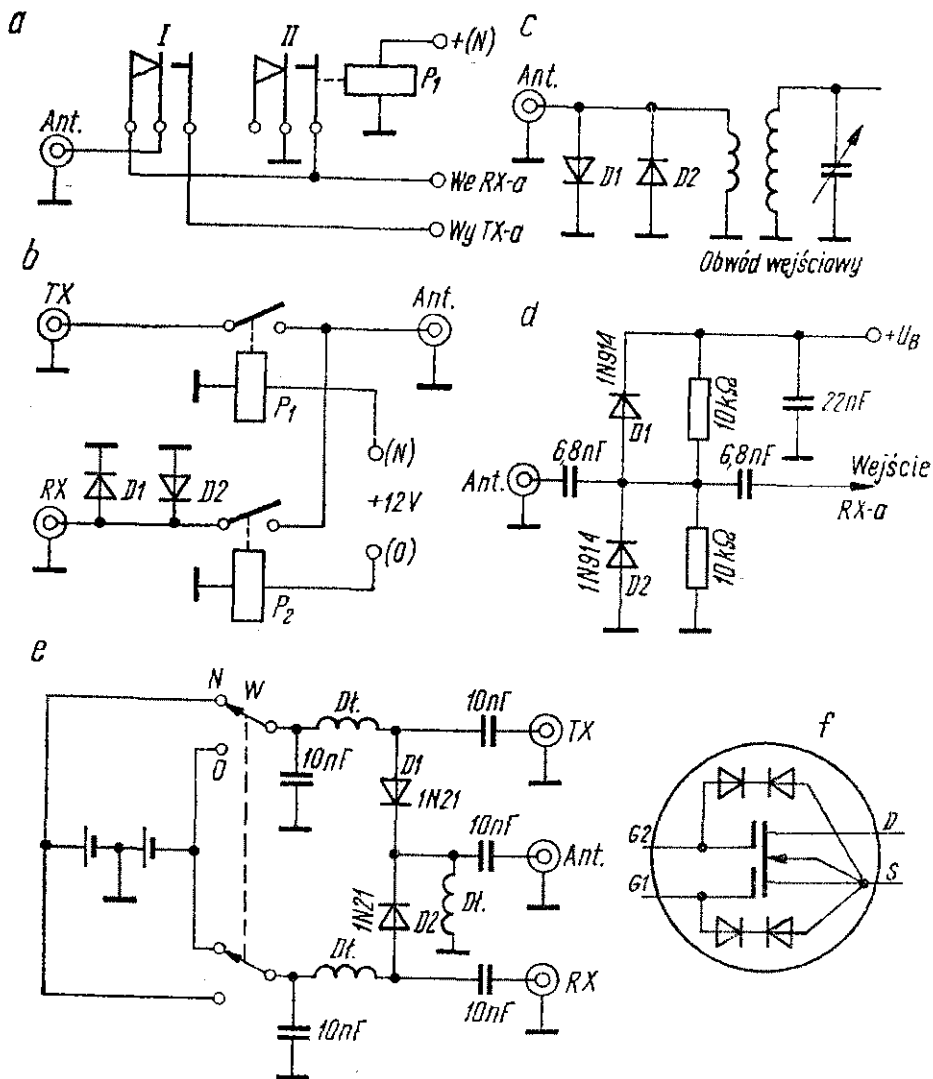 a
I
II
+(N)
P1
Ant.
We RX-a
Wy TX-a
c
Ant.
D1
D2
Obwód wejściowy
b
TX
Ant.
P1
(N)
+12V
(O)
RX
D1
D2
P2
d
+UB
1N914
D1
10kΩ
22nF
6,8nF
6,8nF
Ant.
Wejście
RX-a
1N914
D2
10kΩ
e
N
W
O
Dł.
10nF
TX
10nF
D1
1N21
10nF
Ant.
1N21
D2
Dł.
Dł.
10nF
RX
10nF
f
G2
D
G1
S